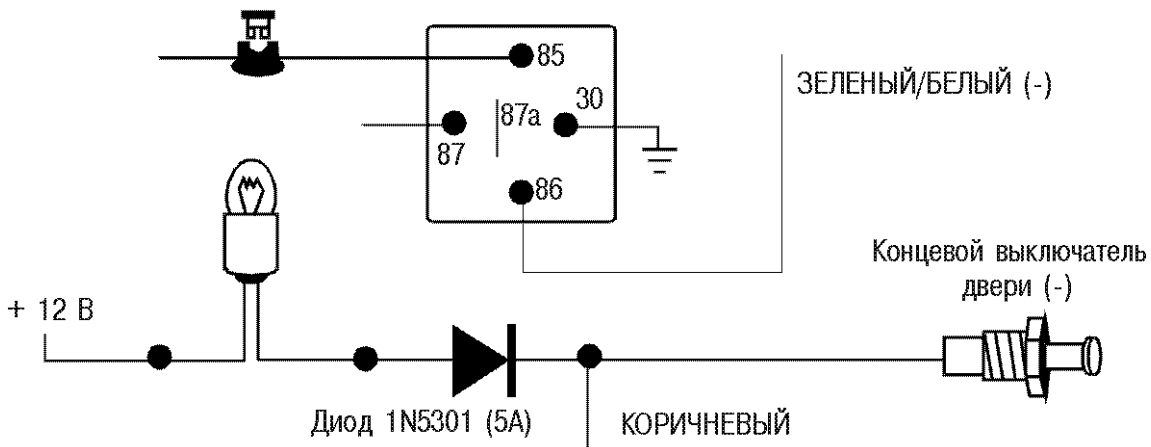 85
ЗЕЛЕНЫЙ/БЕЛЫЙ (-)
87a
30
87
86
Концевой выключатель
двери (-)
+ 12 В
Диод 1N5301 (5А)
КОРИЧНЕВЫЙ